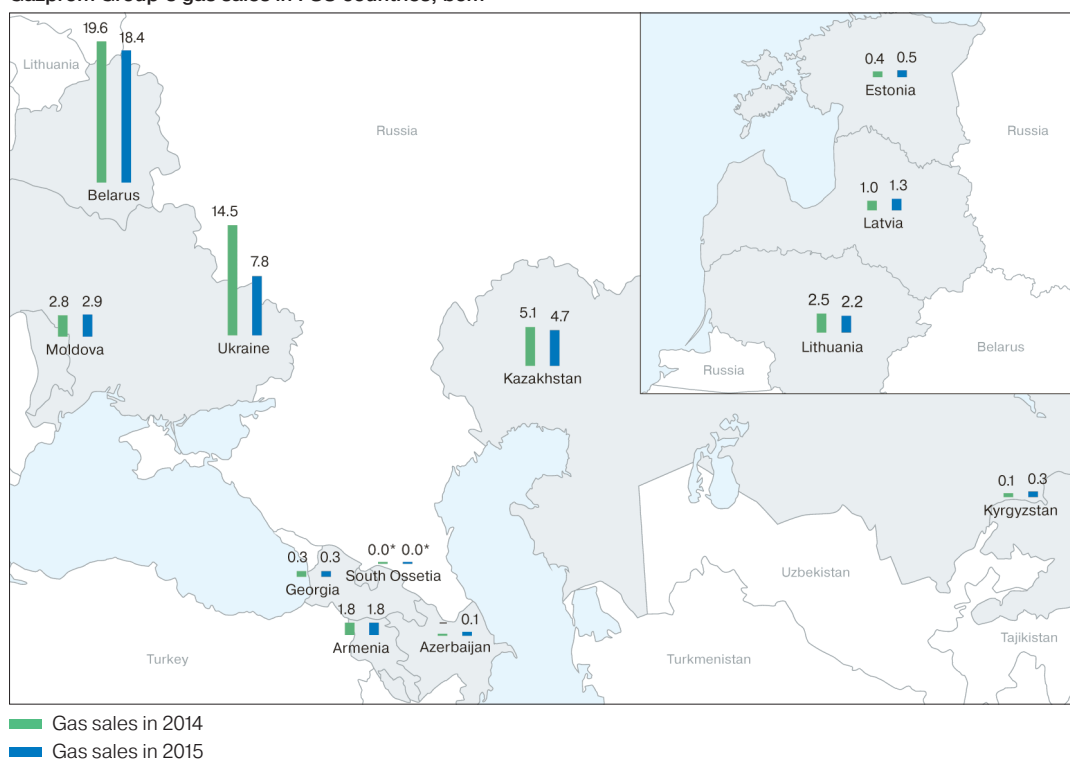 19.6
18.4
Lithuania
Belarus
Russia
14.5
7.8
Ukraine
2.8
2.9
Moldova
5.1
4.7
Kazakhstan
0.4
0.5
Estonia
Russia
1.0
1.3
Latvia
2.5
2.2
Lithuania
Belarus
Russia
0.1
0.3
Kyrgyzstan
0.0*
0.0*
South Ossetia
0.3
0.3
Georgia
1.8
1.8
Armenia
–
0.1
Azerbaijan
Uzbekistan
Turkey
Turkmenistan
Tajikistan
Gas sales in 2014
Gas sales in 2015